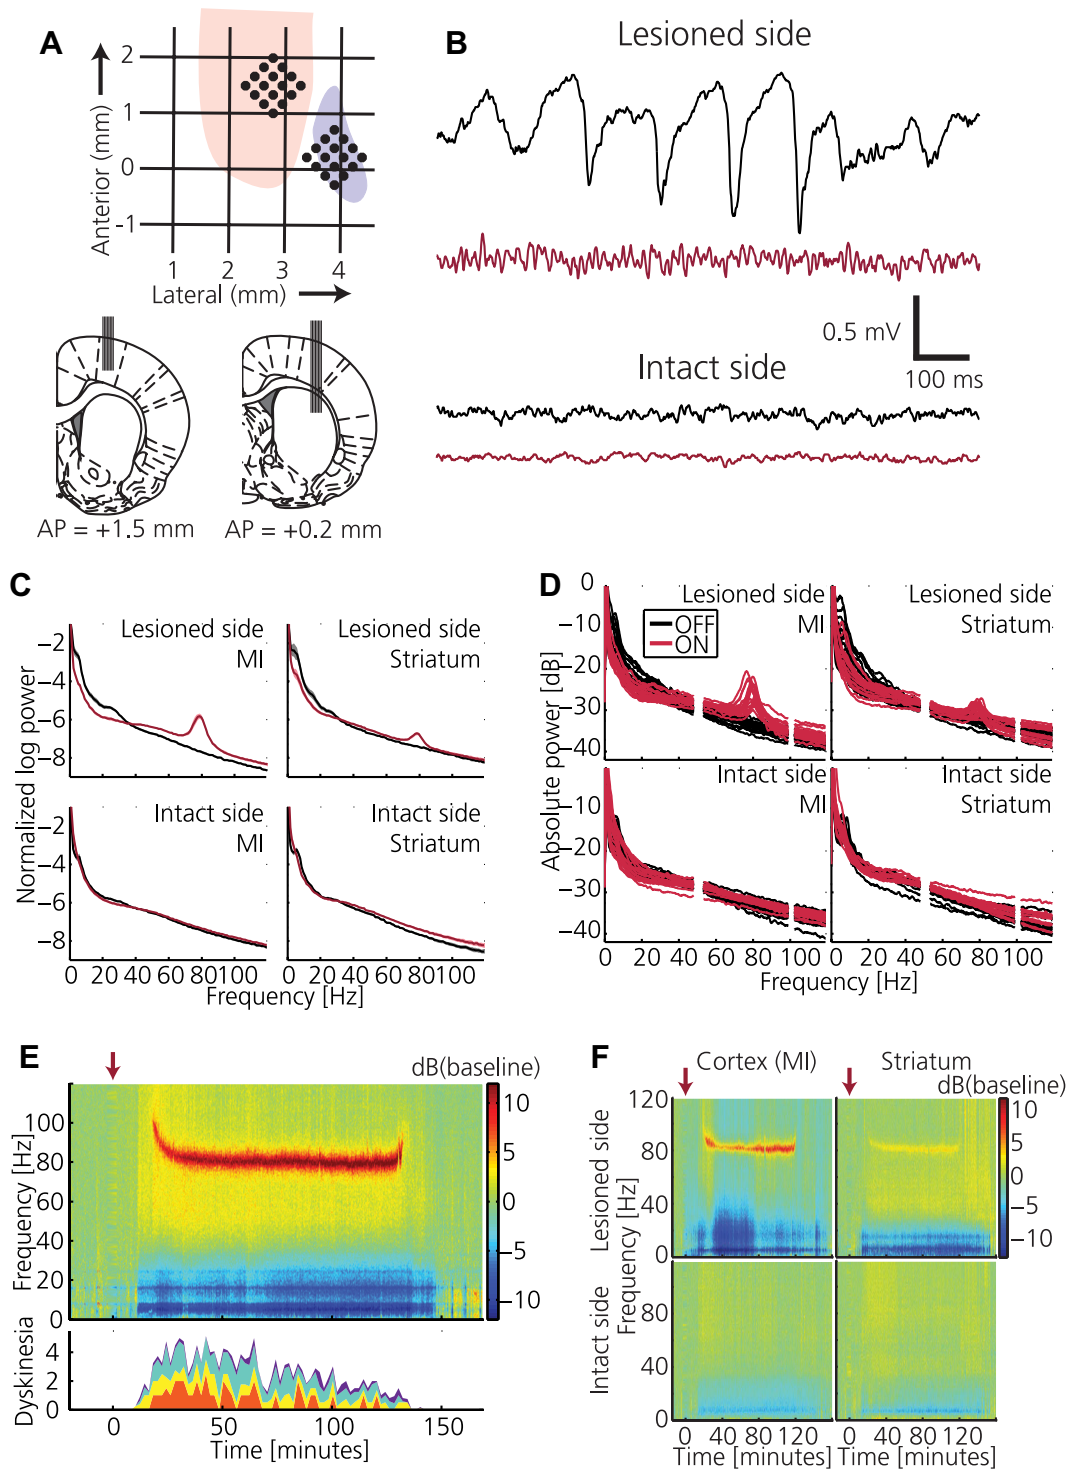 A
Anterior (mm)
2
1
0
-1
1 2 3 4
Lateral (mm)
AP = +1.5 mm
AP = +0.2 mm
B
Lesioned side
0.5 mV
100 ms
Intact side
C
Normalized log power
Lesioned side
MI
Lesioned side
Striatum
−2
−4
−6
−8
Intact side
MI
Intact side
Striatum
−2
−4
−6
−8
0 20 40 60 80 100
0 20 40 60 80 100
Frequency [Hz]
D
Absolute power [dB]
0
−10
−20
−30
−40
Lesioned side
MI
OFF
ON
Lesioned side
Striatum
Intact side
MI
Intact side
Striatum
0
−10
−20
−30
−40
0 20 40 60 80 100
0 20 40 60 80 100
Frequency [Hz]
E
dB(baseline)
10
5
0
−5
−10
Frequency [Hz]
100
80
60
40
20
0
Dyskinesia
4
2
0
0 50 100 150
Time [minutes]
F
Cortex (MI)
Striatum
dB(baseline)
10
5
0
−5
−10
Lesioned side
Intact side
Frequency [Hz]
120
80
40
0
80
40
0
0 40 80 120
0 40 80 120
Time [minutes]
Time [minutes]